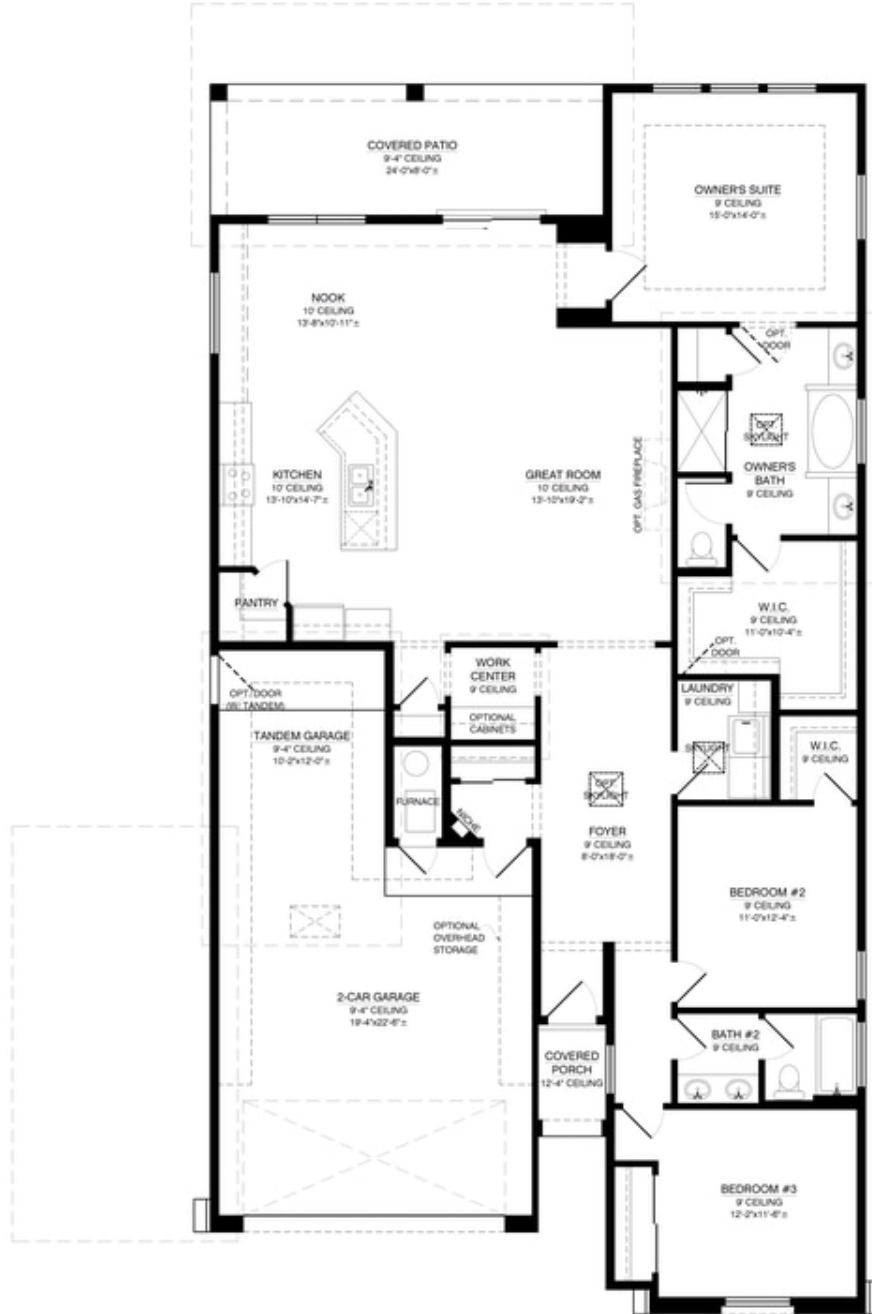 COVERED PATIO
9'-4" CEILING
24'-0"x8'-0"±
OWNER'S SUITE
9' CEILING
15'-0"x14'-0"±
NOOK
10' CEILING
13'-8"x10'-11"±
OPT.
DOOR
OPT.
SKYLIGHT
OWNER'S
BATH
9' CEILING
KITCHEN
10' CEILING
13'-10"x14'-7"±
GREAT ROOM
10' CEILING
13'-10"x19'-2"±
OPT. GAS FIREPLACE
PANTRY
W.I.C.
9' CEILING
11'-0"x10'-4"±
OPT.
DOOR
WORK
CENTER
9' CEILING
OPTIONAL
CABINETS
LAUNDRY
9' CEILING
SKYLIGHT
OPT. DOOR
(W/ TANDEM)
TANDEM GARAGE
9'-4" CEILING
10'-2"x12'-0"±
W.I.C.
9' CEILING
FURNACE
NICHE
OPT.
SKYLIGHT
FOYER
9' CEILING
8'-0"x18'-0"±
BEDROOM #2
9' CEILING
11'-0"x12'-4"±
OPTIONAL
OVERHEAD
STORAGE
2-CAR GARAGE
9'-4" CEILING
19'-4"x22'-6"±
BATH #2
9' CEILING
COVERED
PORCH
12'-4" CEILING
BEDROOM #3
9' CEILING
12'-2"x11'-6"±